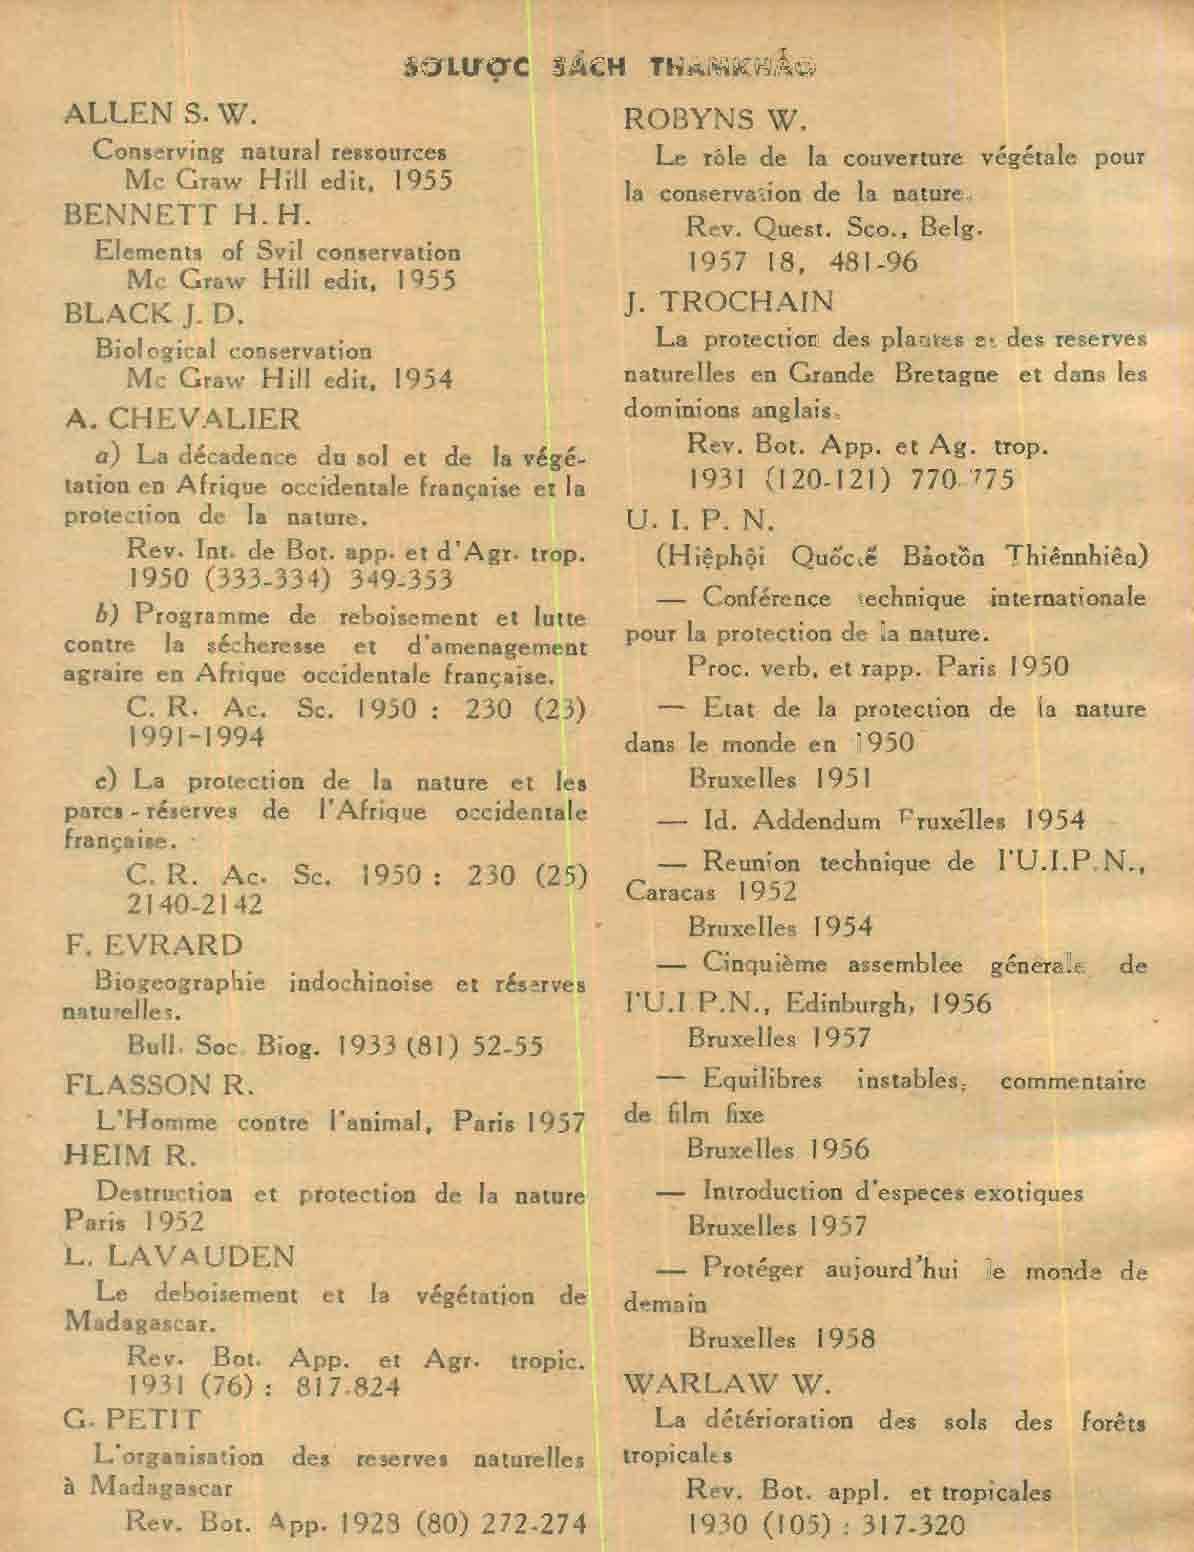 SƠLƯỢC SÁCH THAMKHẢO
ALLEN S. W.
Conserving natural ressources
Mc Graw Hill edit, 1955
BENNETT H. H.
Elements of Svil conservation
Mc Graw Hill edit, 1955
BLACK J. D.
Biological conservation
Mc Graw Hill edit, 1954
A. CHEVALIER
a) La décadence du sol et de la végé-
tation en Afrique occidentale française et la
protection de la nature.
Rev. Int. de Bot. app. et d'Agr. trop.
1950 (333-334) 349-353
b) Programme de reboisement et lutte
contre la sécheresse et d'amenagement
agraire en Afrique occidentale française.
C. R. Ac. Sc. 1950 : 230 (23)
1991-1994
c) La protection de la nature et les
parcs - réserves de l'Afrique occidentale
française.
C. R. Ac. Sc. 1950 : 230 (25)
2140-2142
F. EVRARD
Biogeographie indochinoise et réserves
naturelles.
Bull. Soc. Biog. 1933 (81) 52-55
FLASSON R.
L'Homme contre l'animal, Paris 1957
HEIM R.
Destruction et protection de la nature
Paris 1952
L. LAVAUDEN
Le deboisement et la végétation de
Madagascar.
Rev. Bot. App. et Agr. tropic.
1931 (76) : 817-824
G. PETIT
L'organisation des reserves naturelles
à Madagascar
Rev. Bot. App. 1928 (80) 272-274
ROBYNS W.
Le rôle de la couverture végétale pour
la conservation de la nature.
Rev. Quest. Sco., Belg.
1957 18, 481-96
J. TROCHAIN
La protection des plantes et des reserves
naturelles en Grande Bretagne et dans les
dominions anglais.
Rev. Bot. App. et Ag. trop.
1931 (120-121) 770-775
U. I. P. N.
(Hiệphội Quốctế Bảotồn Thiênnhiên)
— Conférence technique internationale
pour la protection de la nature.
Proc. verb, et rapp. Paris 1950
— Etat de la protection de la nature
dans le monde en 1950
Bruxelles 1951
— Id. Addendum Bruxelles 1954
— Reunion technique de l'U.I.P.N.,
Caracas 1952
Bruxelles 1954
— Cinquième assemblee générale de
l'U.I.P.N., Edinburgh, 1956
Bruxelles 1957
— Equilibres instables, commentaire
de film fixe
Bruxelles 1956
— Introduction d'especes exotiques
Bruxelles 1957
— Protéger aujourd'hui le monde de
demain
Bruxelles 1958
WARLAW W.
La détérioration des sols des forêts
tropicales
Rev. Bot. appl. et tropicales
1930 (105) : 317-320